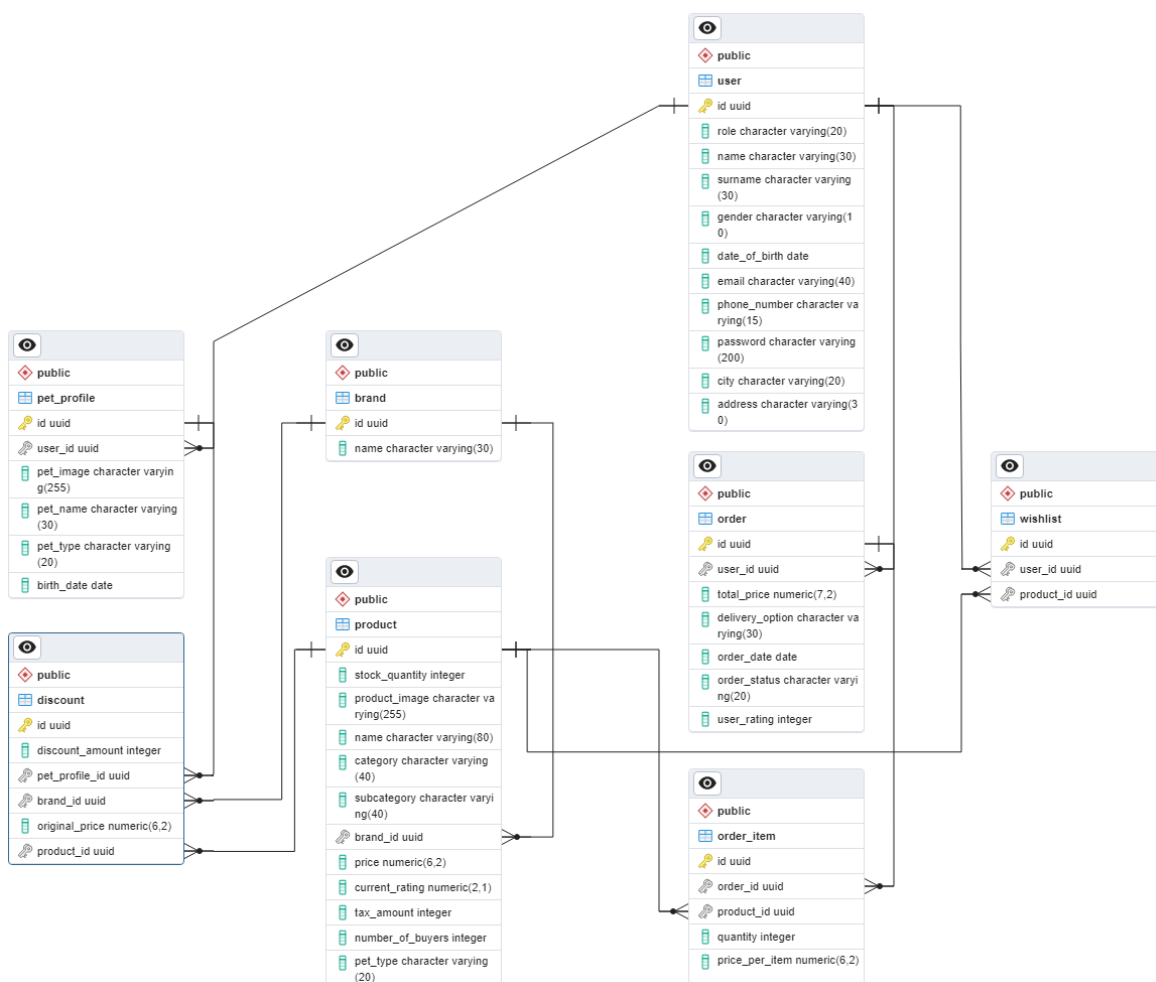 public
user
id uuid
role character varying(20)
name character varying(30)
surname character varying
(30)
gender character varying(1
0)
date_of_birth date
email character varying(40)
phone_number character va
rying(15)
password character varying
(200)
city character varying(20)
address character varying(3
0)
public
pet_profile
id uuid
user_id uuid
pet_image character varyin
g(255)
pet_name character varying
(30)
pet_type character varying
(20)
birth_date date
public
brand
id uuid
name character varying(30)
public
order
id uuid
user_id uuid
total_price numeric(7,2)
delivery_option character va
rying(30)
order_date date
order_status character varyi
ng(20)
user_rating integer
public
wishlist
id uuid
user_id uuid
product_id uuid
public
discount
id uuid
discount_amount integer
pet_profile_id uuid
brand_id uuid
original_price numeric(6,2)
product_id uuid
public
product
id uuid
stock_quantity integer
product_image character va
rying(255)
name character varying(80)
category character varying
(40)
subcategory character varyi
ng(40)
brand_id uuid
price numeric(6,2)
current_rating numeric(2,1)
tax_amount integer
number_of_buyers integer
pet_type character varying
(20)
public
order_item
id uuid
order_id uuid
product_id uuid
quantity integer
price_per_item numeric(6,2)